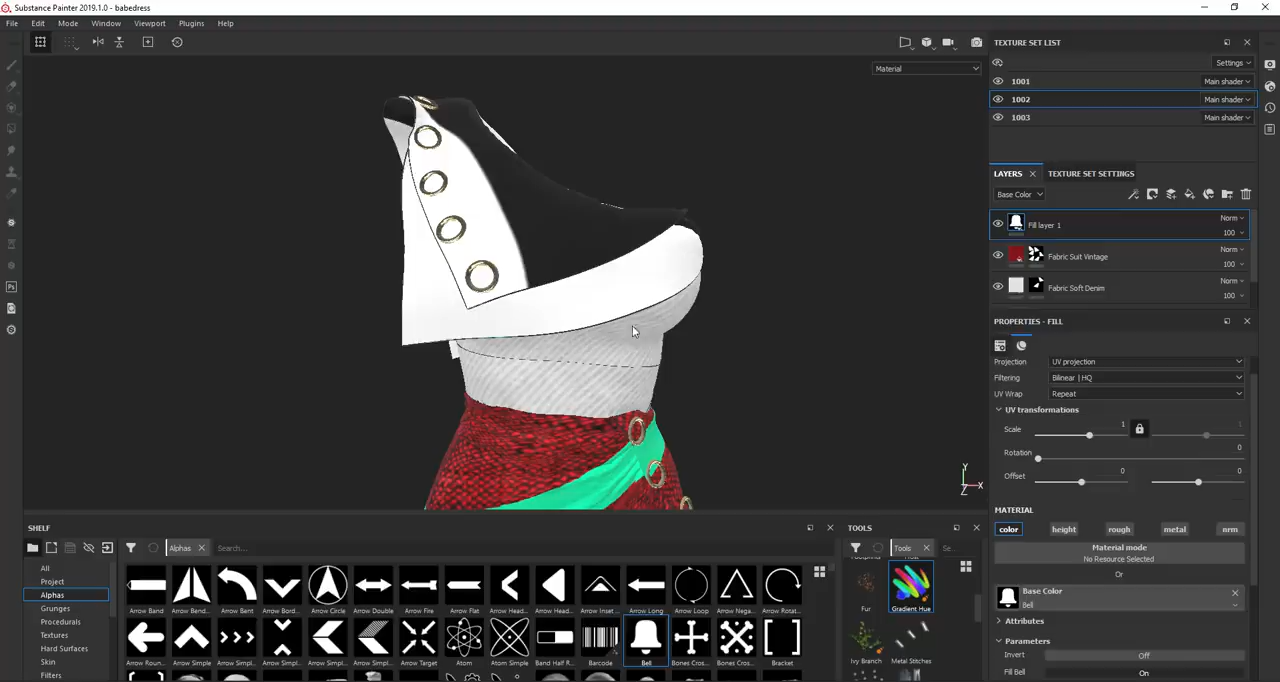 Substance Painter 2019.1.0 - babedress
File Edit Mode Window Viewport Plugins Help
Material
TEXTURE SET LIST
Settings
1001 Main shader
1002 Main shader
1003 Main shader
LAYERS TEXTURE SET SETTINGS
Base Color
Fill layer 1 Norm 100
Fabric Suit Vintage Norm 100
Fabric Soft Denim Norm 100
PROPERTIES - FILL
Projection UV projection
Filtering Bilinear | HQ
UV Wrap Repeat
UV transformations
Scale 1 1
Rotation 0
Offset 0 0
MATERIAL
color height rough metal nrm
Material mode
No Resource Selected
Or
Base Color
Bell
Attributes
Parameters
Invert Off
Fill Bell On
Y
X
Z
SHELF
Alphas Search...
All
Project
Alphas
Grunges
Procedurals
Textures
Hard Surfaces
Skin
Filters
Arrow Band Arrow Bend... Arrow Bent Arrow Bord... Arrow Circle Arrow Double Arrow Fire Arrow Flat Arrow Head... Arrow Head... Arrow Inset ... Arrow Long Arrow Loop Arrow Nega... Arrow Rotat...
Arrow Roun... Arrow Simple Arrow Simpl... Arrow Simpl... Arrow Simpl... Arrow Simpl... Arrow Target Atom Atom Simple Band Half R... Barcode Bell Bones Cros... Bones Cros... Bracket
TOOLS
Tools Se...
Fur Gradient Hue
Ivy Branch Metal Stitches
Ps